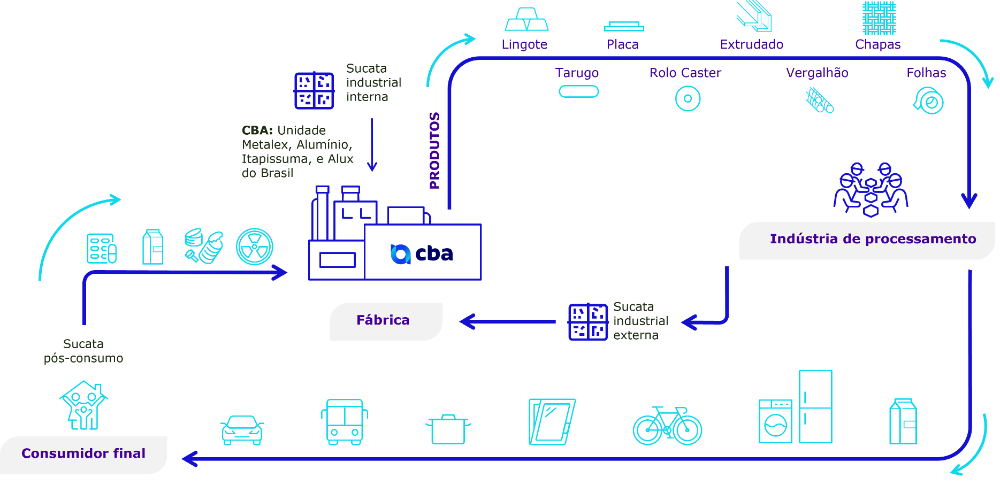 Lingote
Placa
Extrudado
Chapas
Tarugo
Rolo Caster
Vergalhão
Folhas
Sucata
industrial
interna
CBA: Unidade
Metalex, Alumínio,
Itapissuma, e Alux
do Brasil
PRODUTOS
Indústria de processamento
cba
Fábrica
Sucata
industrial
externa
Sucata
pós-consumo
Consumidor final